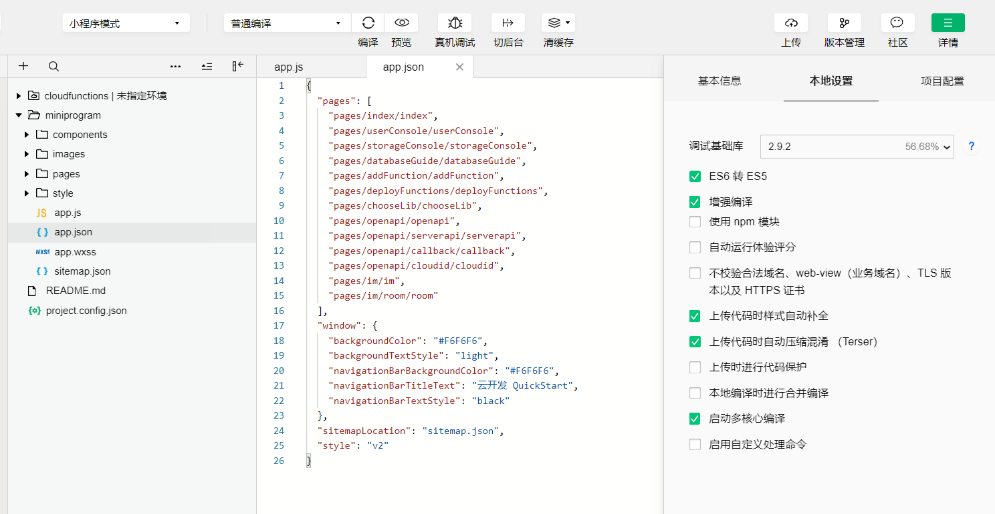 小程序模式
普通编译
编译 预览 真机调试 切后台 清缓存
上传 版本管理 社区 详情
app.js app.json
cloudfunctions | 未指定环境
miniprogram
components
images
pages
style
JS app.js
{ } app.json
WXSS app.wxss
{ } sitemap.json
README.md
{o} project.config.json
1 {
2 "pages": [
3 "pages/index/index",
4 "pages/userConsole/userConsole",
5 "pages/storageConsole/storageConsole",
6 "pages/databaseGuide/databaseGuide",
7 "pages/addFunction/addFunction",
8 "pages/deployFunctions/deployFunctions",
9 "pages/chooseLib/chooseLib",
10 "pages/openapi/openapi",
11 "pages/openapi/serverapi/serverapi",
12 "pages/openapi/callback/callback",
13 "pages/openapi/cloudid/cloudid",
14 "pages/im/im",
15 "pages/im/room/room"
16 ],
17 "window": {
18 "backgroundColor": "#F6F6F6",
19 "backgroundTextStyle": "light",
20 "navigationBarBackgroundColor": "#F6F6F6",
21 "navigationBarTitleText": "云开发 QuickStart",
22 "navigationBarTextStyle": "black"
23 },
24 "sitemapLocation": "sitemap.json",
25 "style": "v2"
26 }
基本信息 本地设置 项目配置
调试基础库 2.9.2 56.68% ?
ES6 转 ES5
增强编译
使用 npm 模块
自动运行体验评分
不校验合法域名、web-view（业务域名）、TLS 版
本以及 HTTPS 证书
上传代码时样式自动补全
上传代码时自动压缩混淆 （Terser）
上传时进行代码保护
本地编译时进行合并编译
启动多核心编译
启用自定义处理命令